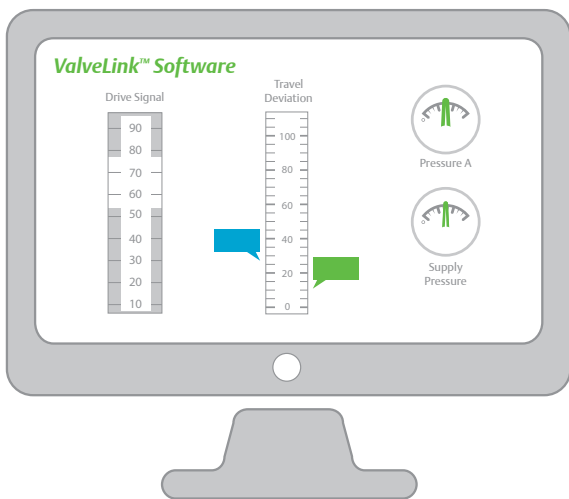 ValveLink™ Software
Drive Signal
90
80
70
60
50
40
30
20
10
Travel
Deviation
100
80
60
40
20
0
Pressure A
Supply
Pressure